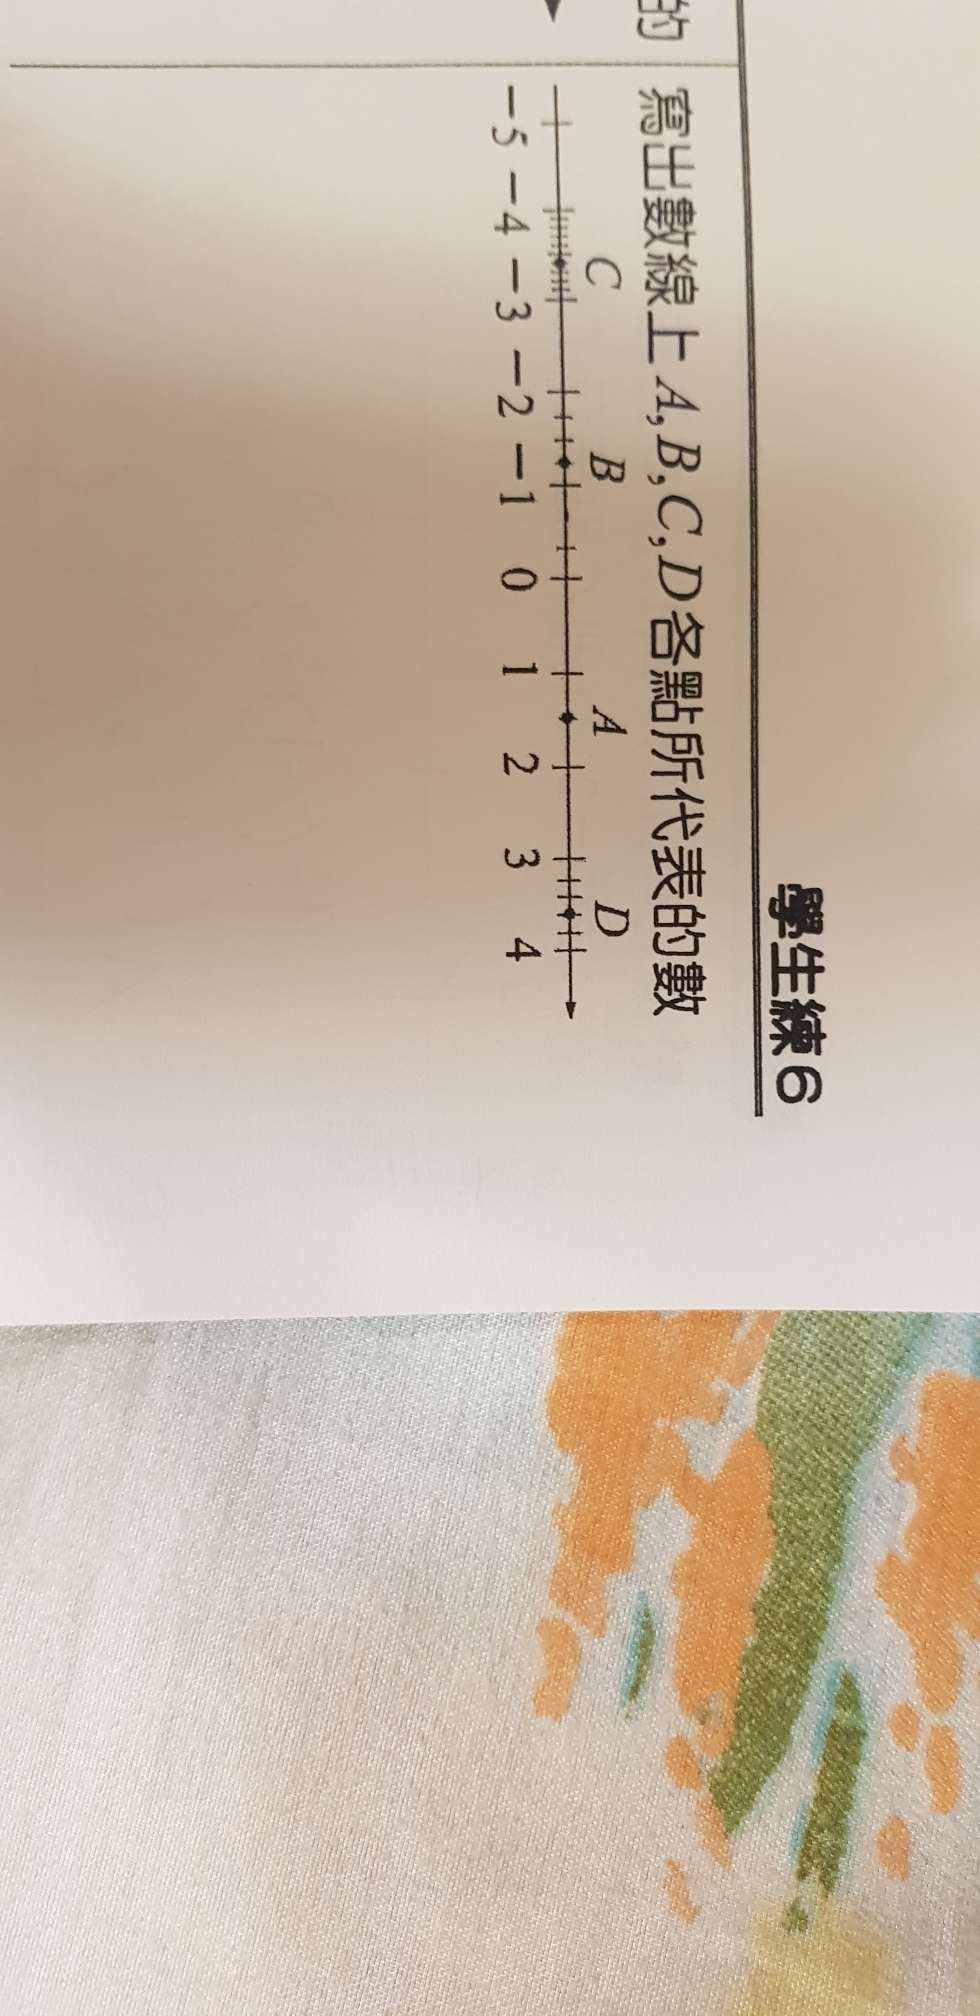 學生練6
的
寫出數線上A,B,C,D各點所代表的數
C B A D
-5 -4 -3 -2 -1 0 1 2 3 4